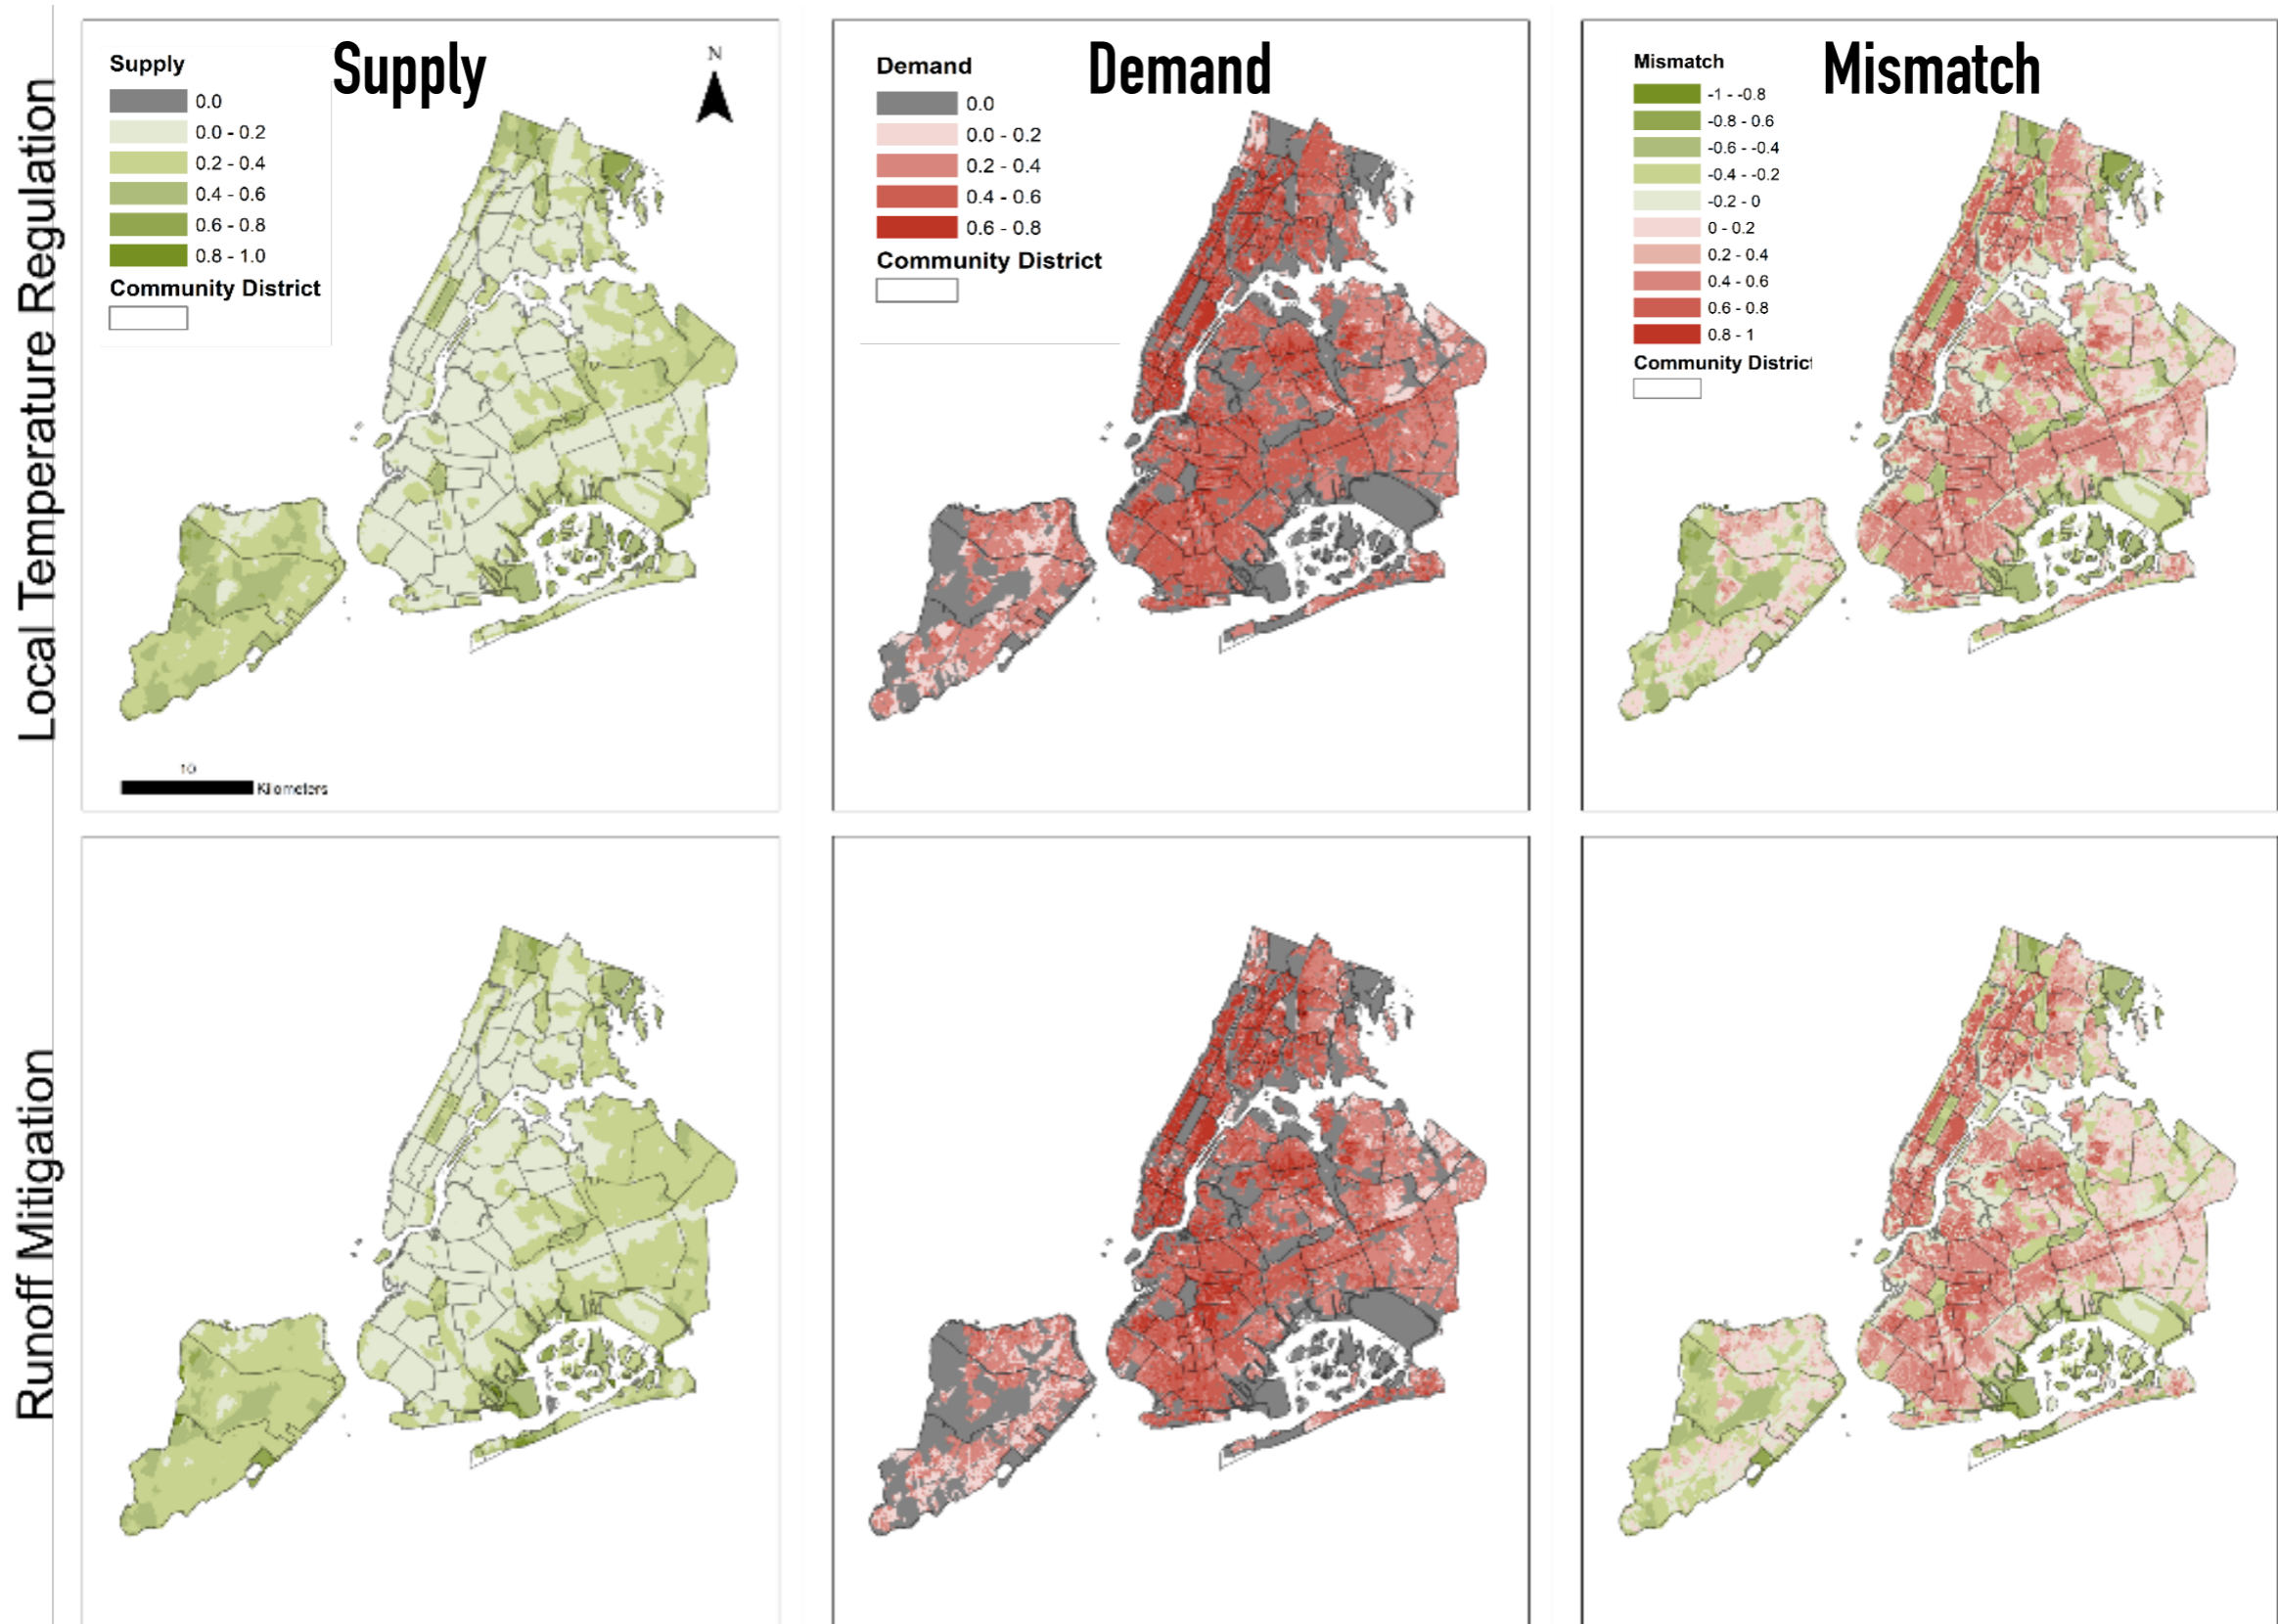 Local Temperature Regulation
Supply
Supply
0.0
0.0 - 0.2
0.2 - 0.4
0.4 - 0.6
0.6 - 0.8
0.8 - 1.0
Community District
N
10
Kilometers
Demand
Demand
0.0
0.0 - 0.2
0.2 - 0.4
0.4 - 0.6
0.6 - 0.8
Community District
Mismatch
Mismatch
-1 - -0.8
-0.8 - 0.6
-0.6 - -0.4
-0.4 - -0.2
-0.2 - 0
0 - 0.2
0.2 - 0.4
0.4 - 0.6
0.6 - 0.8
0.8 - 1
Community District
Runoff Mitigation